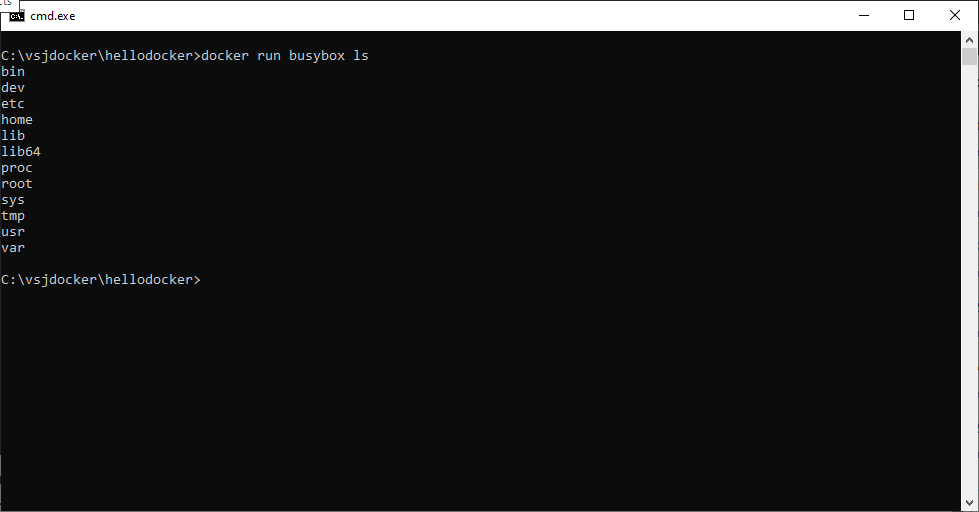 cmd.exe
C:\vsjdocker\hellodocker>docker run busybox ls
bin
dev
etc
home
lib
lib64
proc
root
sys
tmp
usr
var
C:\vsjdocker\hellodocker>